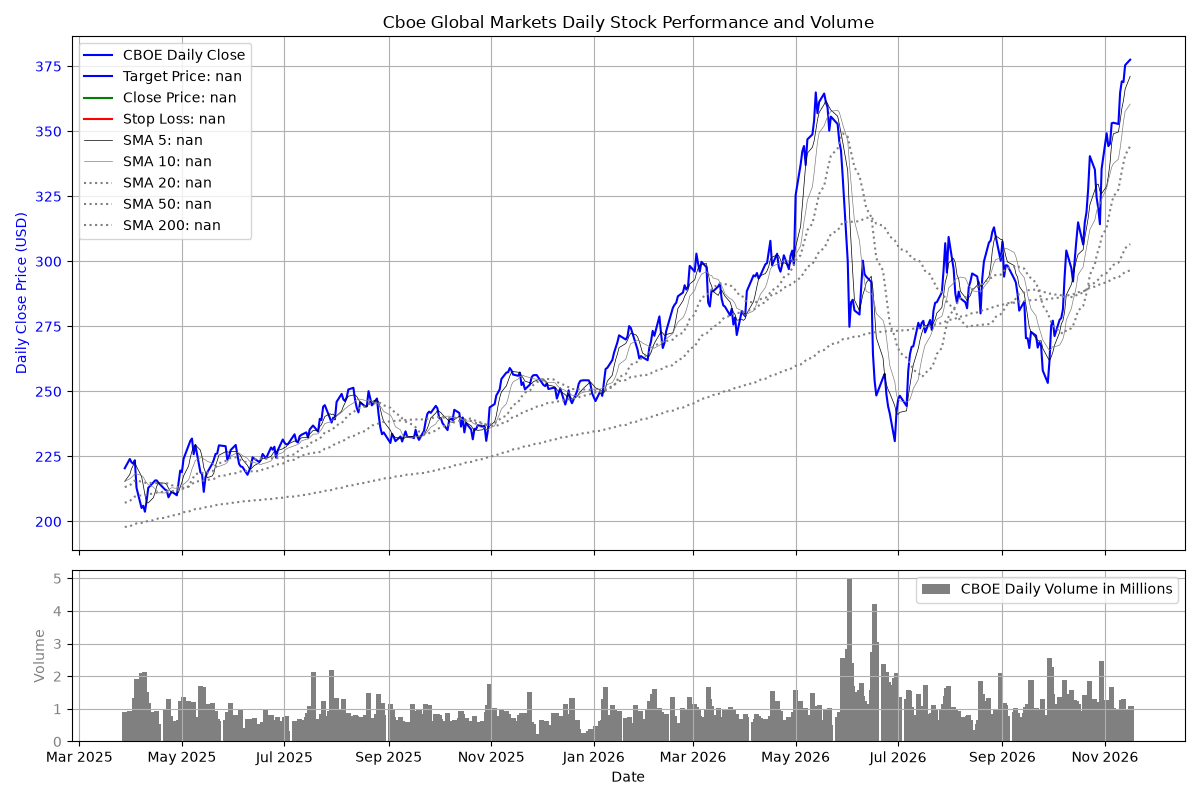 Cboe Global Markets Daily Stock Performance and Volume
375
350
325
300
275
250
225
200
Daily Close Price (USD)
CBOE Daily Close
Target Price: nan
Close Price: nan
Stop Loss: nan
SMA 5: nan
SMA 10: nan
SMA 20: nan
SMA 50: nan
SMA 200: nan
5
4
3
2
1
0
Volume
CBOE Daily Volume in Millions
Mar 2025 May 2025 Jul 2025 Sep 2025 Nov 2025 Jan 2026 Mar 2026 May 2026 Jul 2026 Sep 2026 Nov 2026
Date